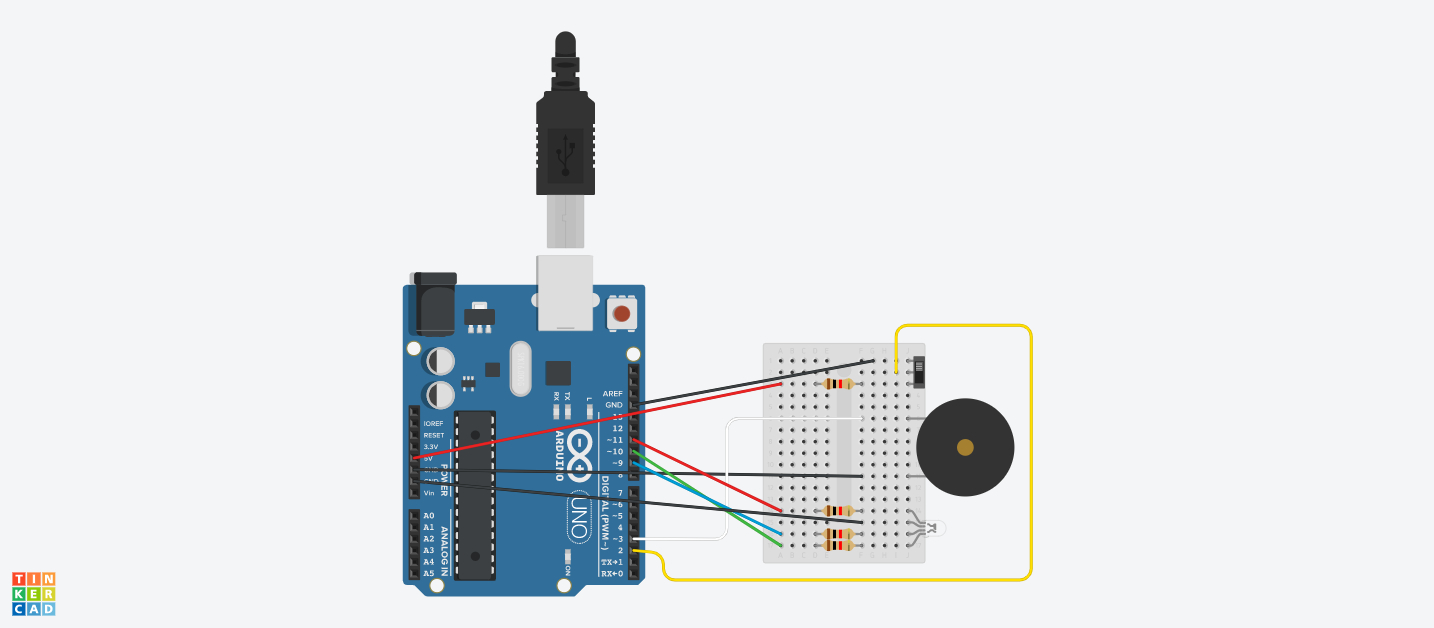 AREF
GND
13
12
~11
~10
~9
8
7
~6
~5
4
~3
2
TX→1
RX←0
DIGITAL (PWM~)
IOREF
RESET
3.3V
5V
GND
GND
Vin
POWER
A0
A1
A2
A3
A4
A5
ANALOG IN
RX
TX
L
ARDUINO
UNO
ON
TIN
KER
CAD